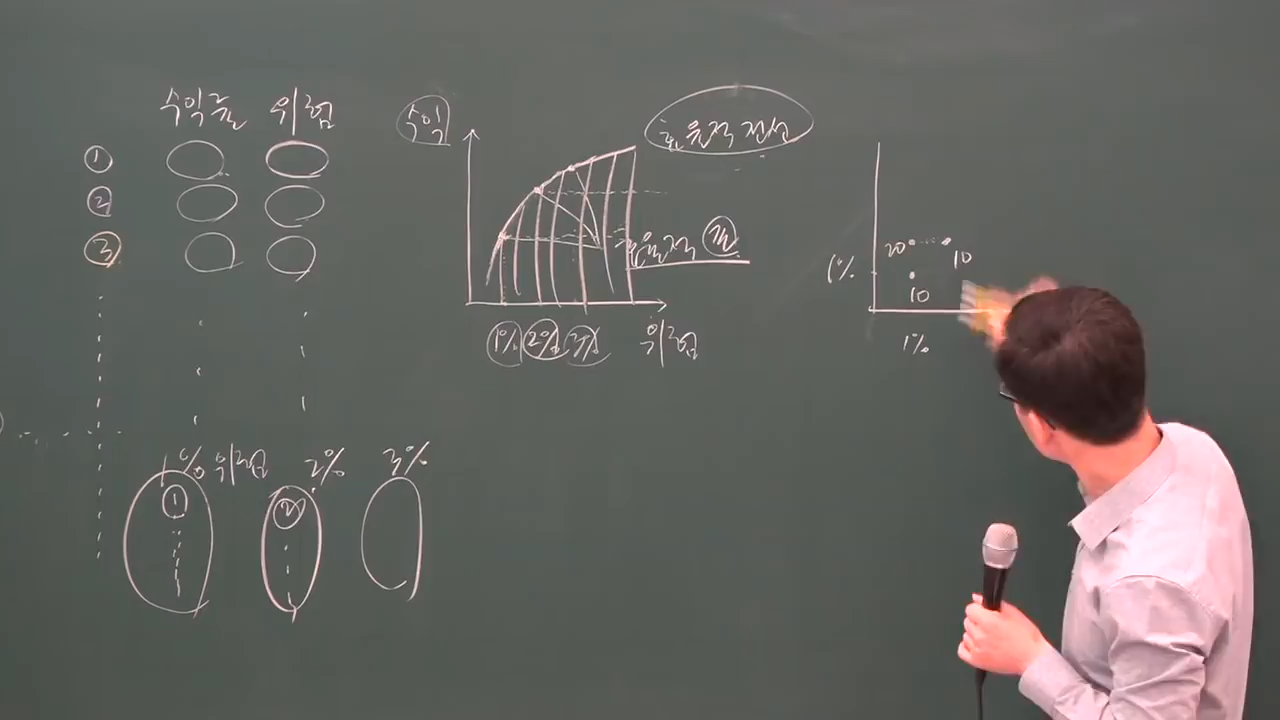 수익률 위험
①
②
③
수익
효율적 전선
1% 2% 3% 위험
20 10
1%
10
1%
1% 위험 2% 3%
① ②